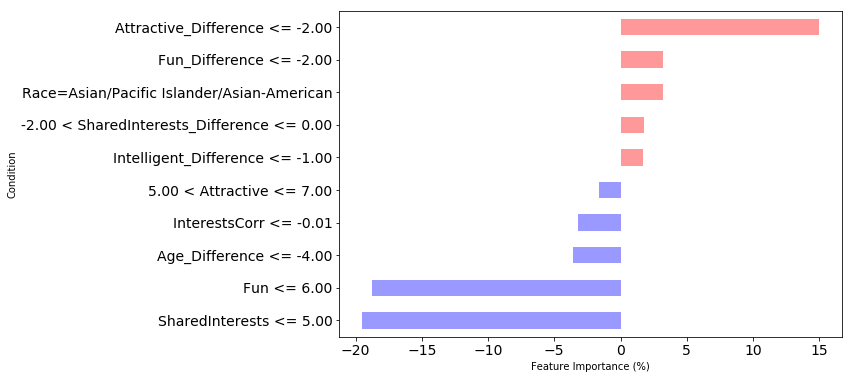 Attractive_Difference <= -2.00
Fun_Difference <= -2.00
Race=Asian/Pacific Islander/Asian-American
-2.00 < SharedInterests_Difference <= 0.00
Intelligent_Difference <= -1.00
5.00 < Attractive <= 7.00
InterestsCorr <= -0.01
Age_Difference <= -4.00
Fun <= 6.00
SharedInterests <= 5.00
Condition
−20 −15 −10 −5 0 5 10 15
Feature Importance (%)